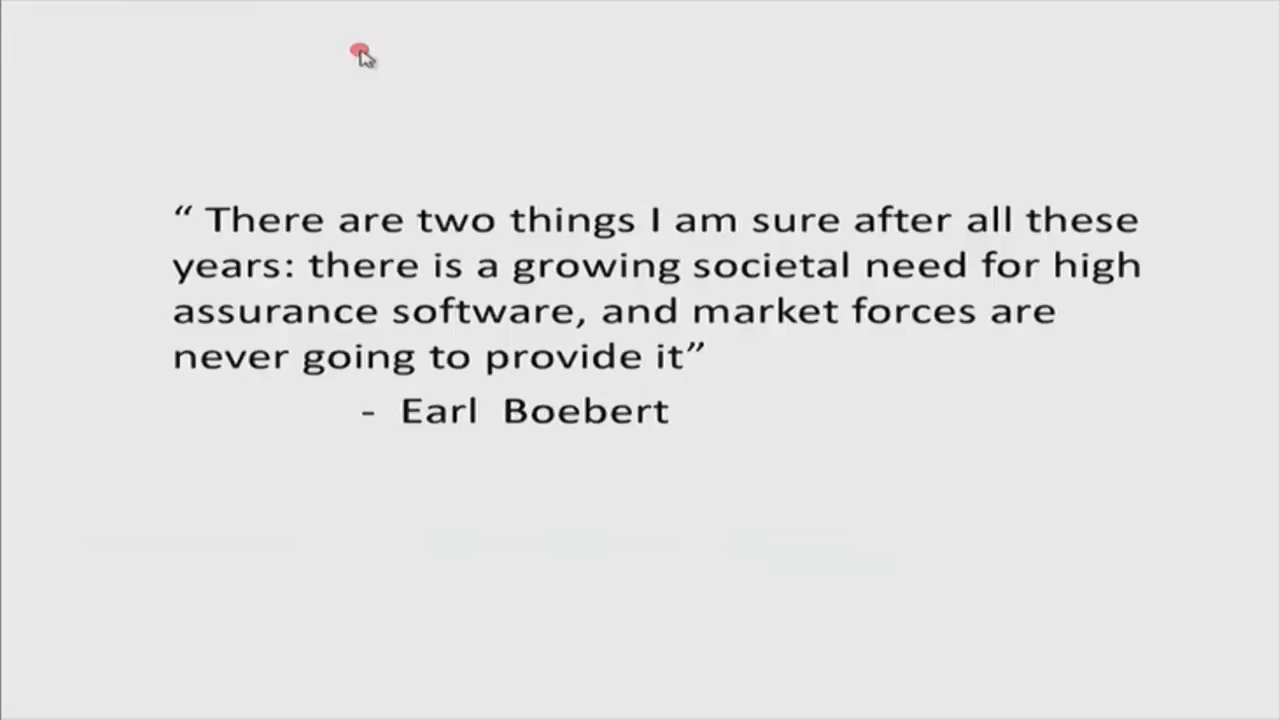 “ There are two things I am sure after all these
years: there is a growing societal need for high
assurance software, and market forces are
never going to provide it”
- Earl Boebert